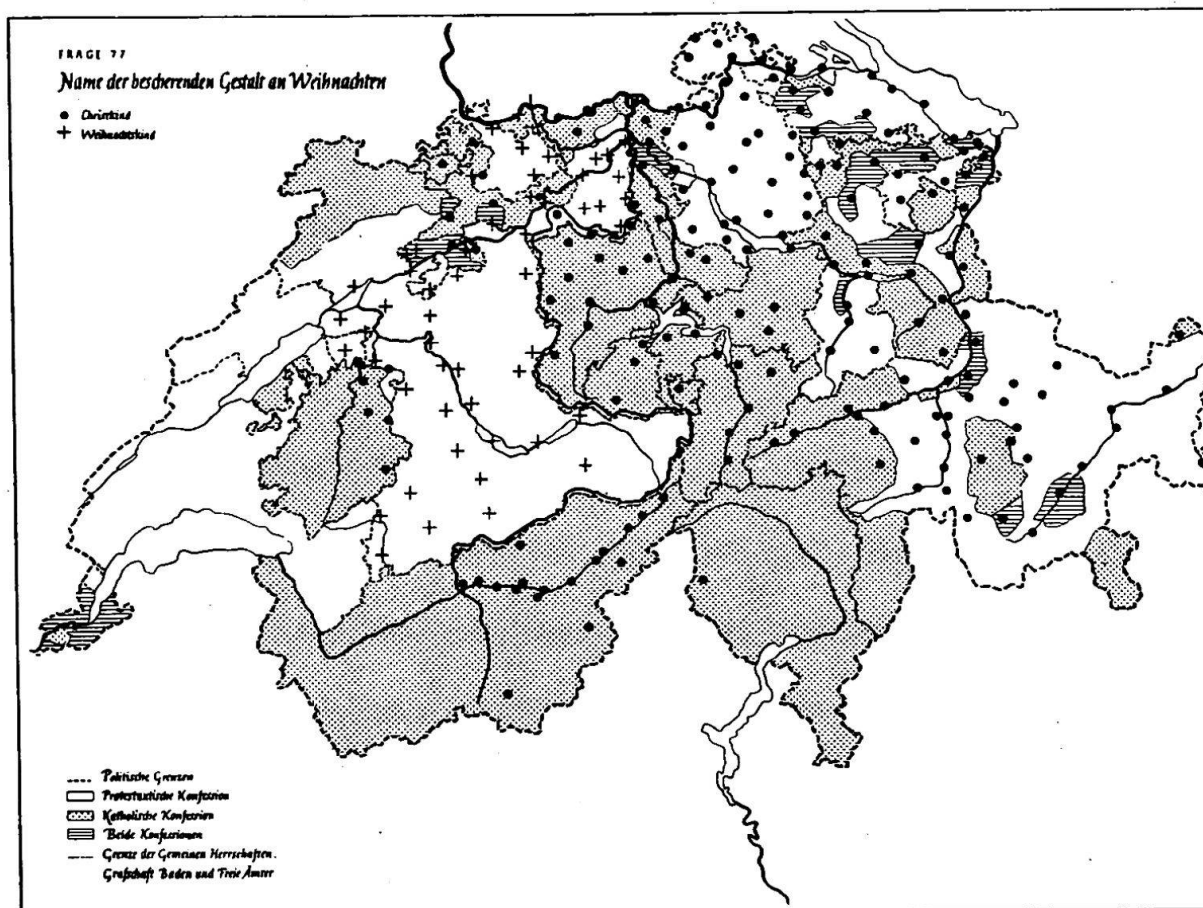 FRAGE 77
Name der bescherenden Gestalt an Weihnachten
Christkind
Weihnachtskind
Politische Grenzen
Protestantische Konfession
Katholische Konfession
Beide Konfessionen
Grenze der Gemeinen Herrschaften.
Grafschaft Baden und Freie Ämter